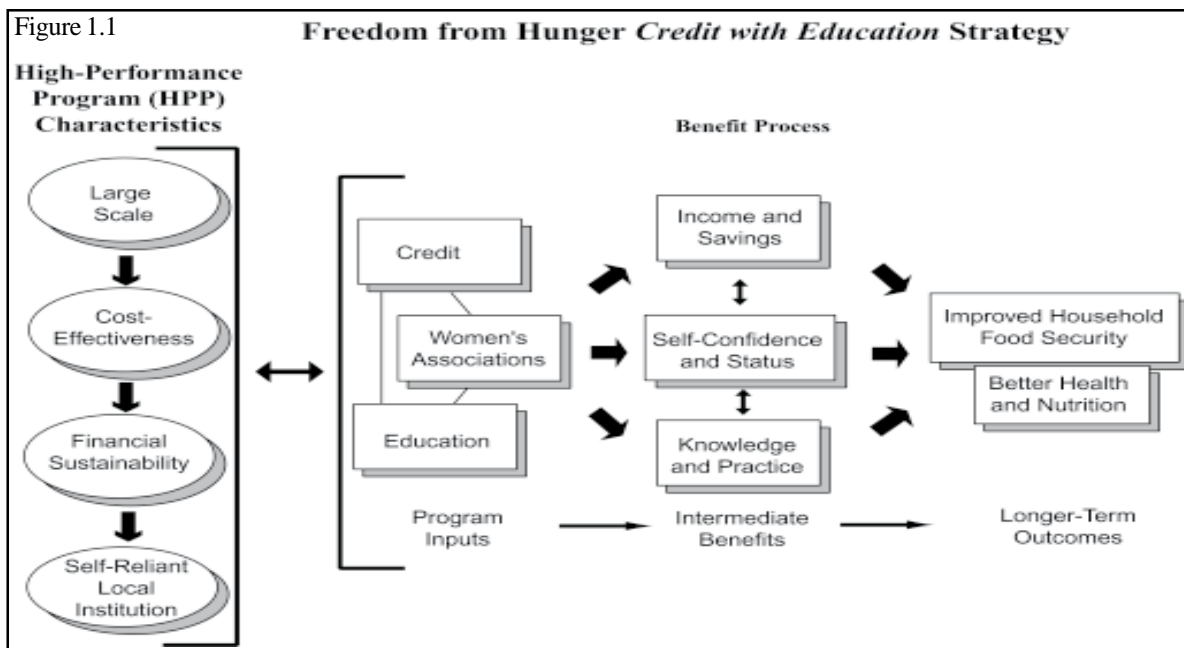 Figure 1.1
Freedom from Hunger Credit with Education Strategy
High-Performance
Program (HPP)
Characteristics
Large
Scale
Cost-
Effectiveness
Financial
Sustainability
Self-Reliant
Local
Institution
Benefit Process
Credit
Women's
Associations
Education
Program
Inputs
Income and
Savings
Self-Confidence
and Status
Knowledge
and Practice
Intermediate
Benefits
Improved Household
Food Security
Better Health
and Nutrition
Longer-Term
Outcomes